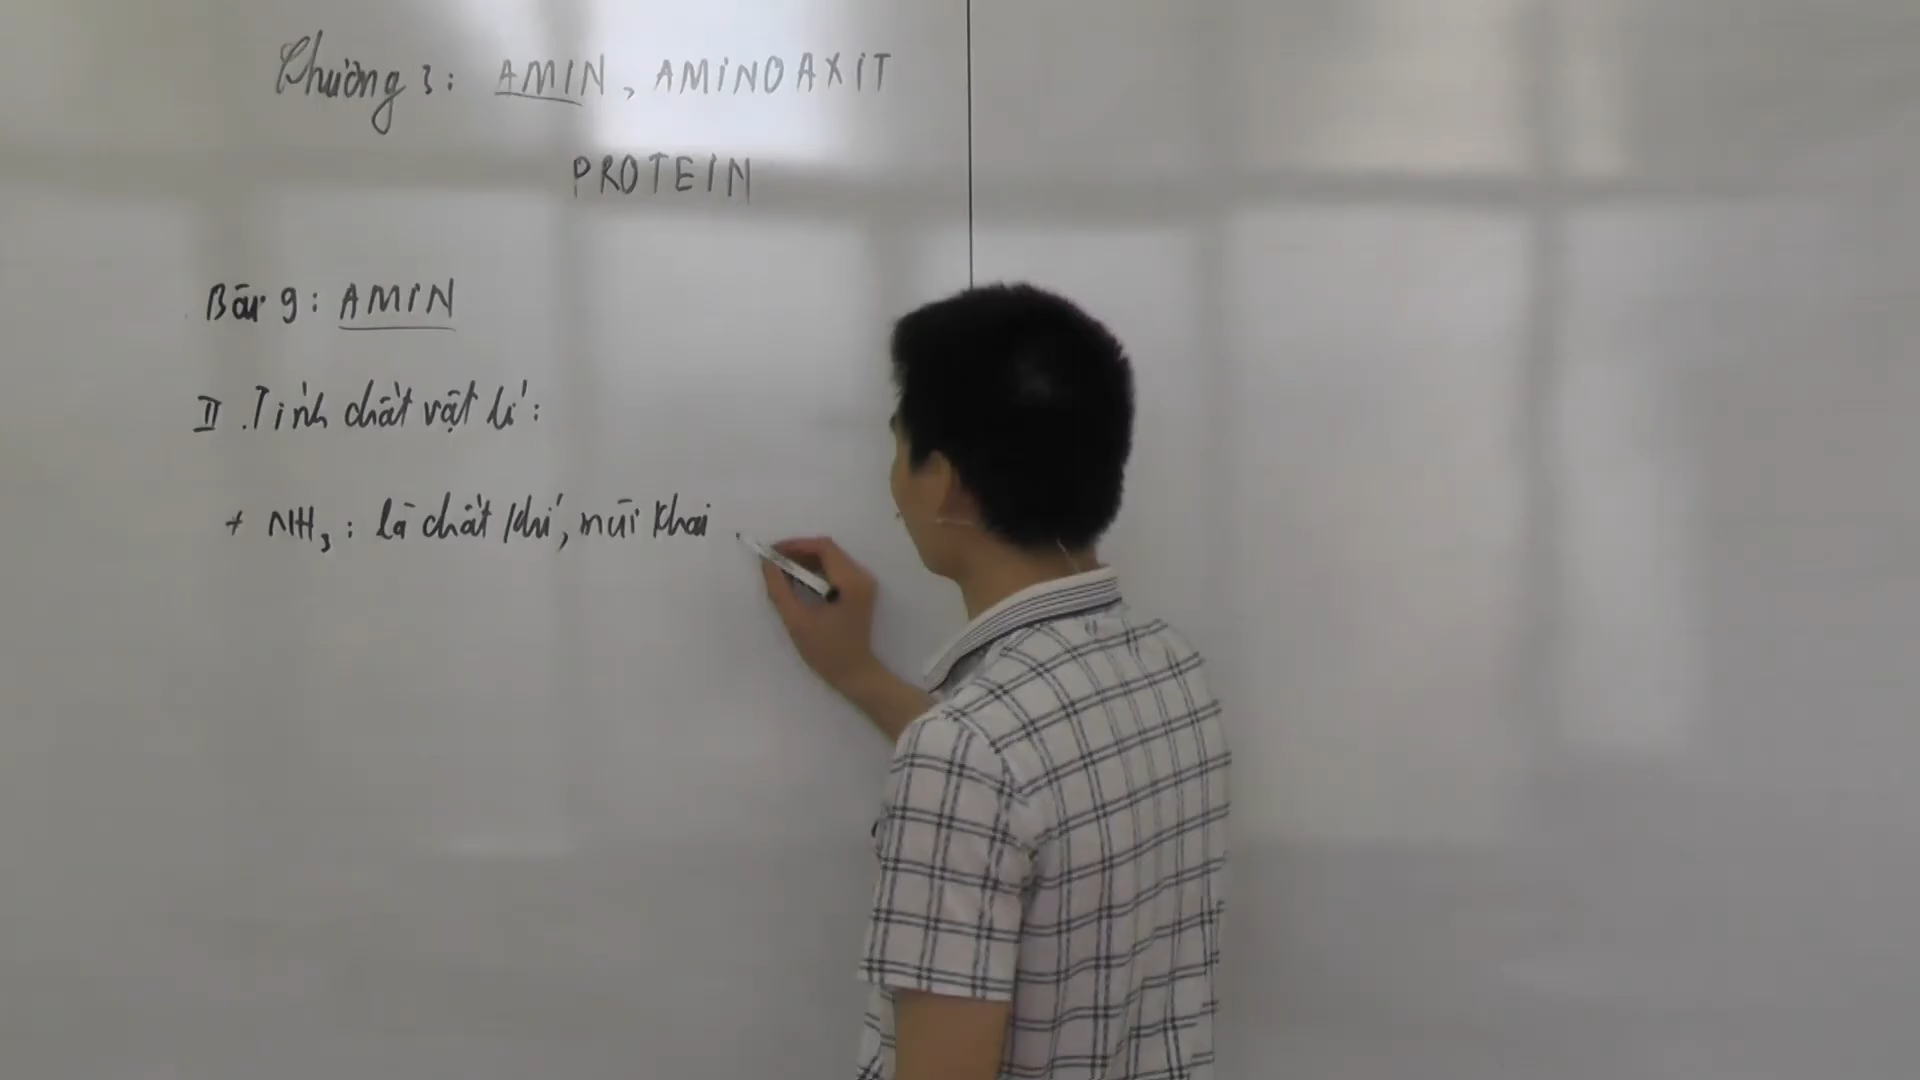 Chương 3: AMIN, AMINOAXIT
PROTEIN
Bài 9: AMIN
II. Tính chất vật lí:
+ NH₃: là chất khí, mùi khai